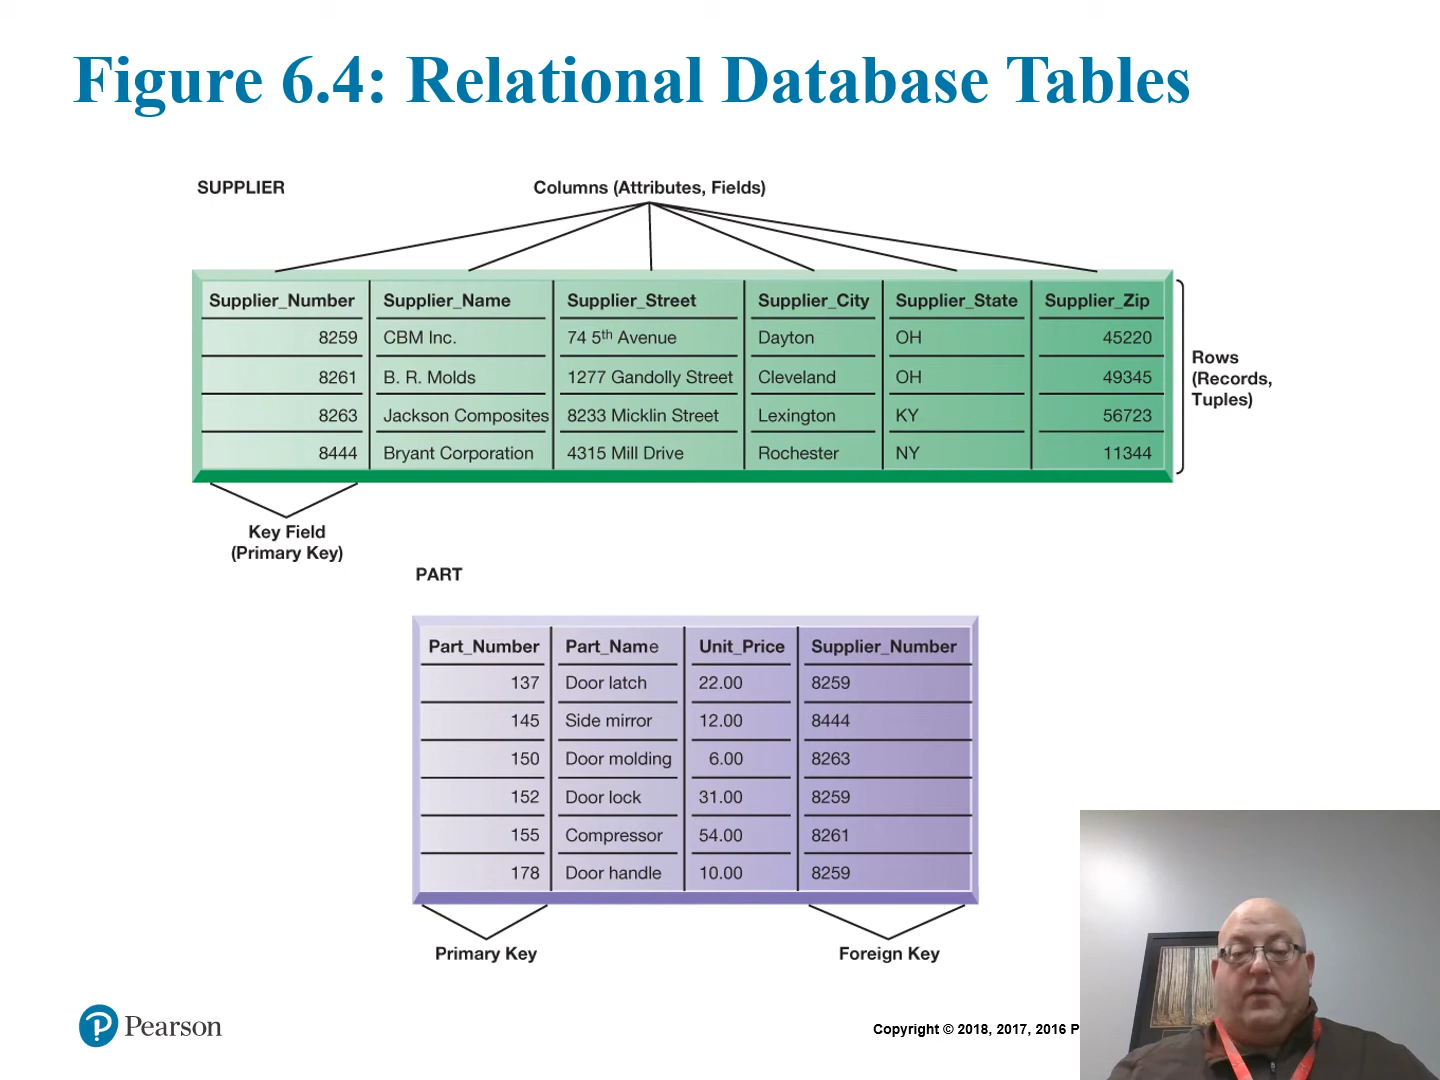 Figure 6.4: Relational Database Tables
SUPPLIER
Columns (Attributes, Fields)
Supplier_Number Supplier_Name Supplier_Street Supplier_City Supplier_State Supplier_Zip
8259 CBM Inc. 74 5th Avenue Dayton OH 45220
8261 B. R. Molds 1277 Gandolly Street Cleveland OH 49345
8263 Jackson Composites 8233 Micklin Street Lexington KY 56723
8444 Bryant Corporation 4315 Mill Drive Rochester NY 11344
Rows
(Records,
Tuples)
Key Field
(Primary Key)
PART
Part_Number Part_Name Unit_Price Supplier_Number
137 Door latch 22.00 8259
145 Side mirror 12.00 8444
150 Door molding 6.00 8263
152 Door lock 31.00 8259
155 Compressor 54.00 8261
178 Door handle 10.00 8259
Primary Key
Foreign Key
Pearson
Copyright © 2018, 2017, 2016 P